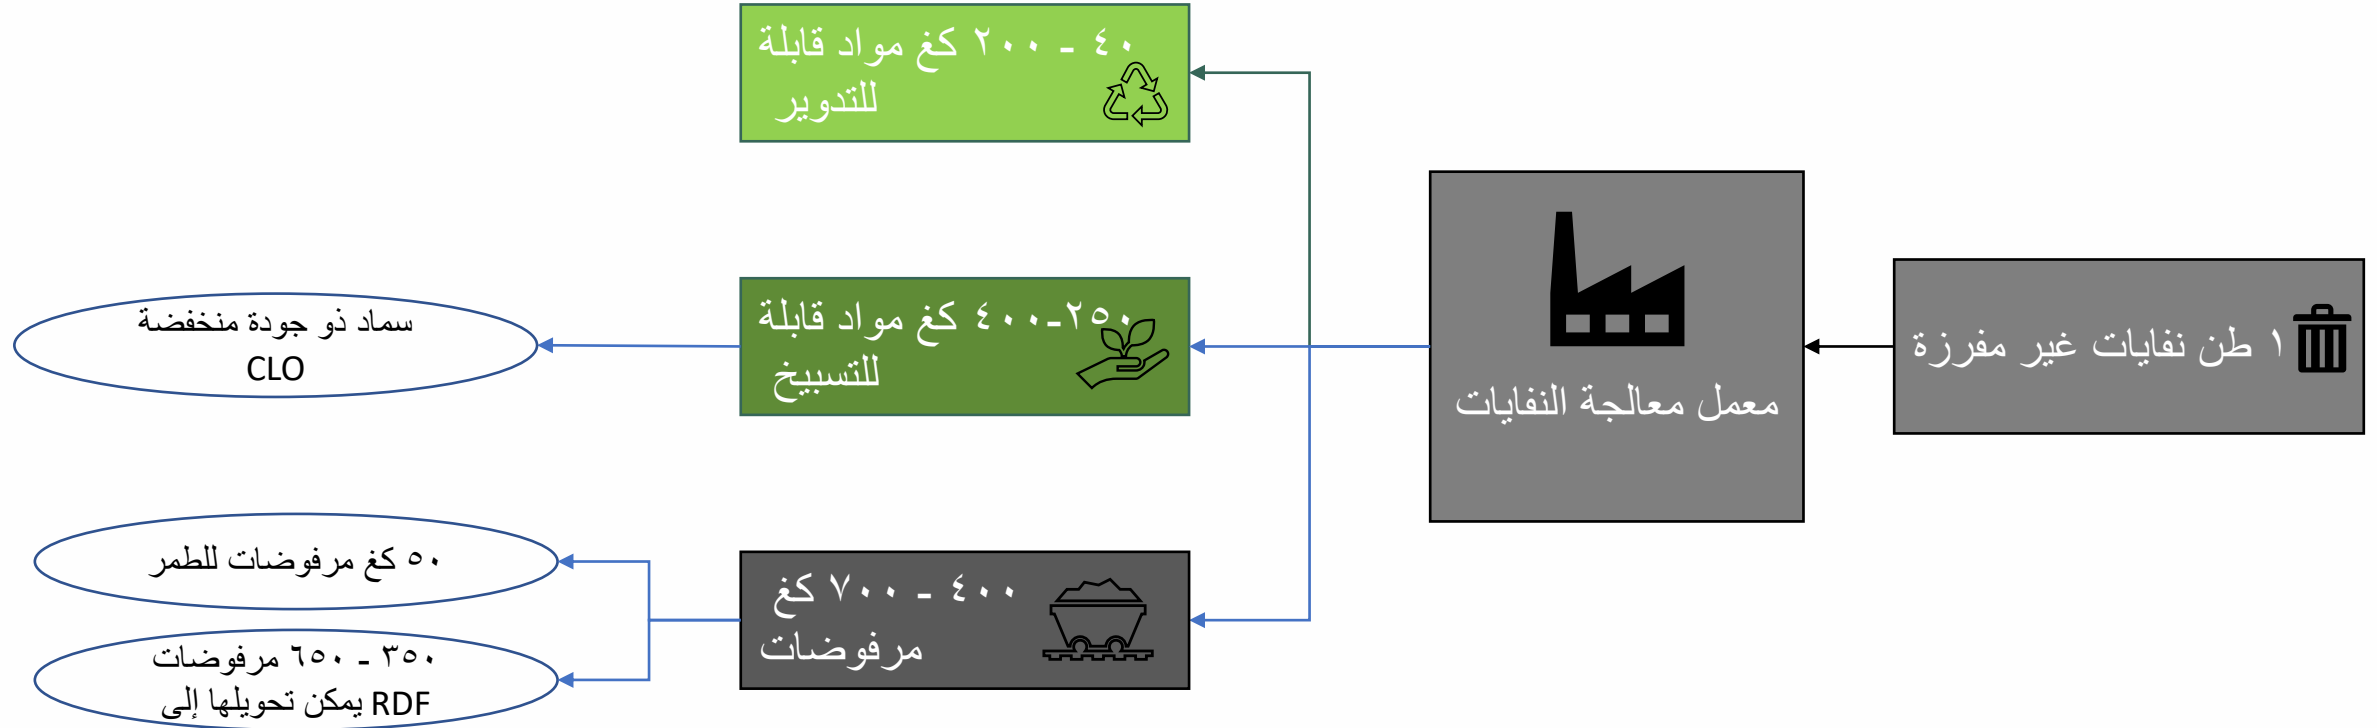 ١ طن نفايات غير مفرزة
معمل معالجة النفايات
٤٠ - ٢٠٠ كغ مواد قابلة
للتدوير
٢٥٠-٤٠٠ كغ مواد قابلة
للتسبيخ
٤٠٠ - ٧٠٠ كغ
مرفوضات
سماد ذو جودة منخفضة
CLO
٥٠ كغ مرفوضات للطمر
٣٥٠ - ٦٥٠ مرفوضات
يمكن تحويلها إلى RDF